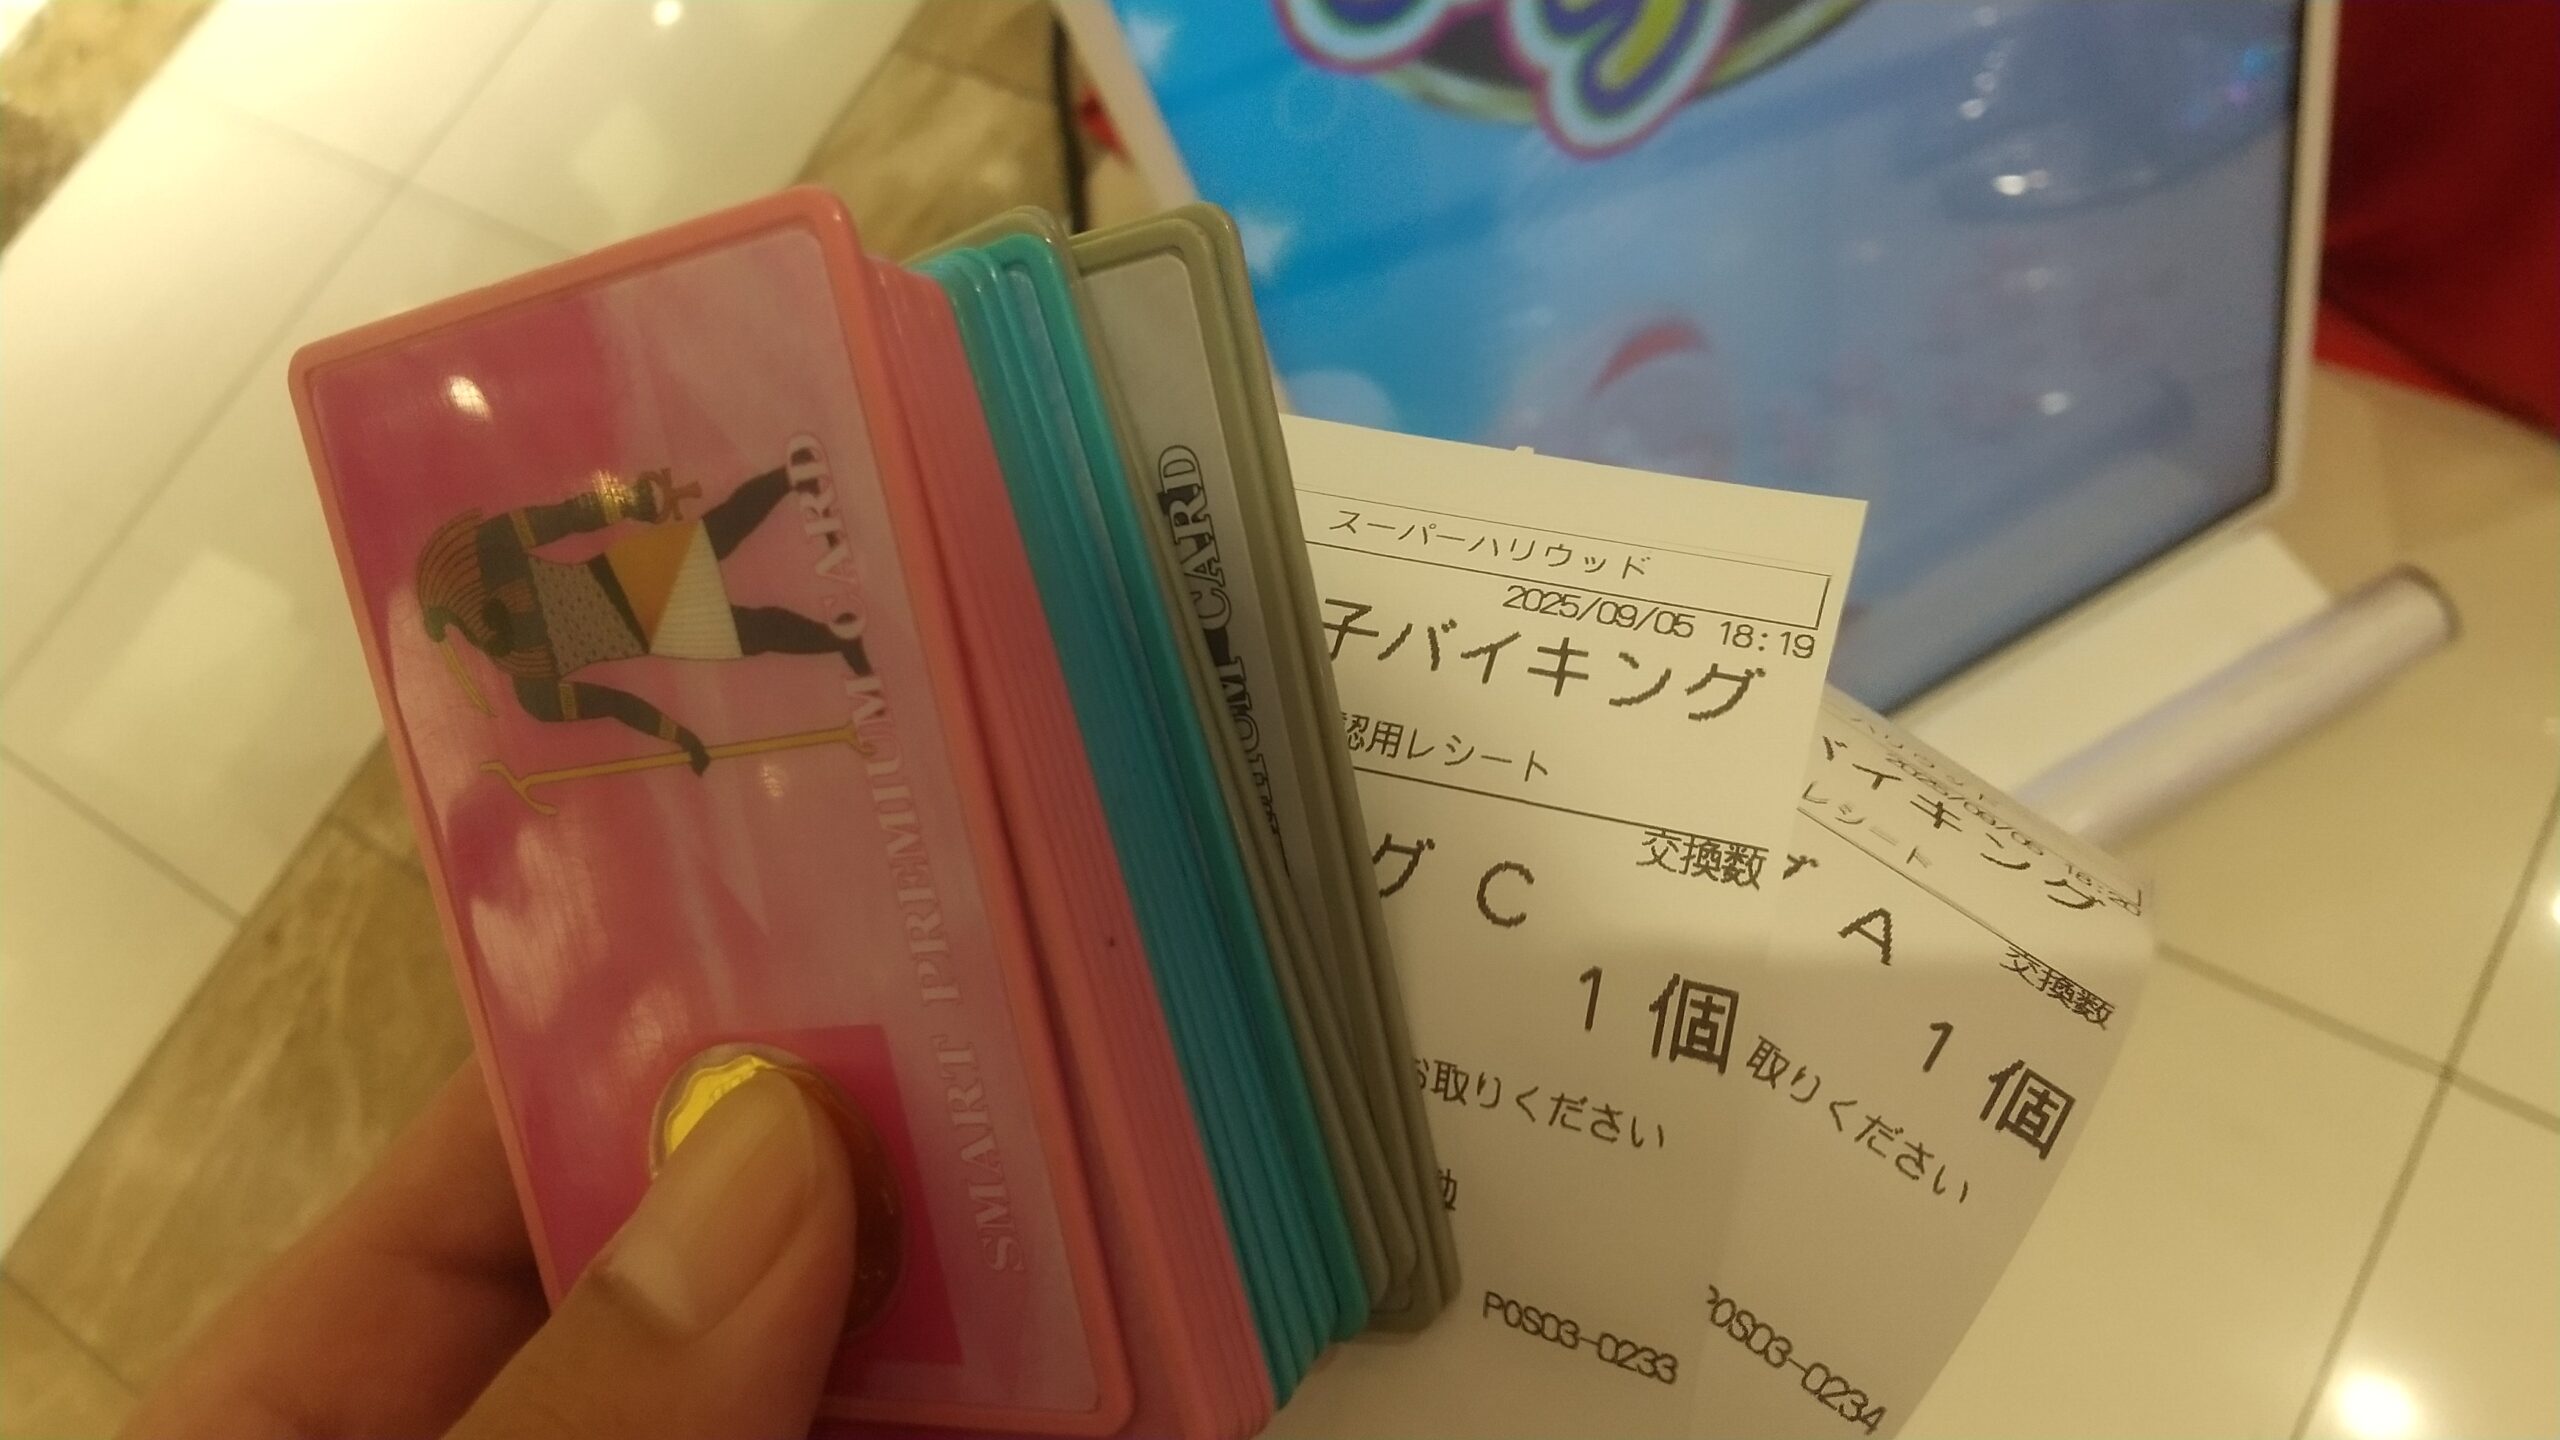 SMART PREMIUM CARD
CARD
スーパーハリウッド
2025/09/05 18:19
子バイキング
認用レシート
交換数
グ C
1 個
お取りください
POS03-0233
バイキング
レシート
交換数
グ A
1 個
取りください
POS03-0234